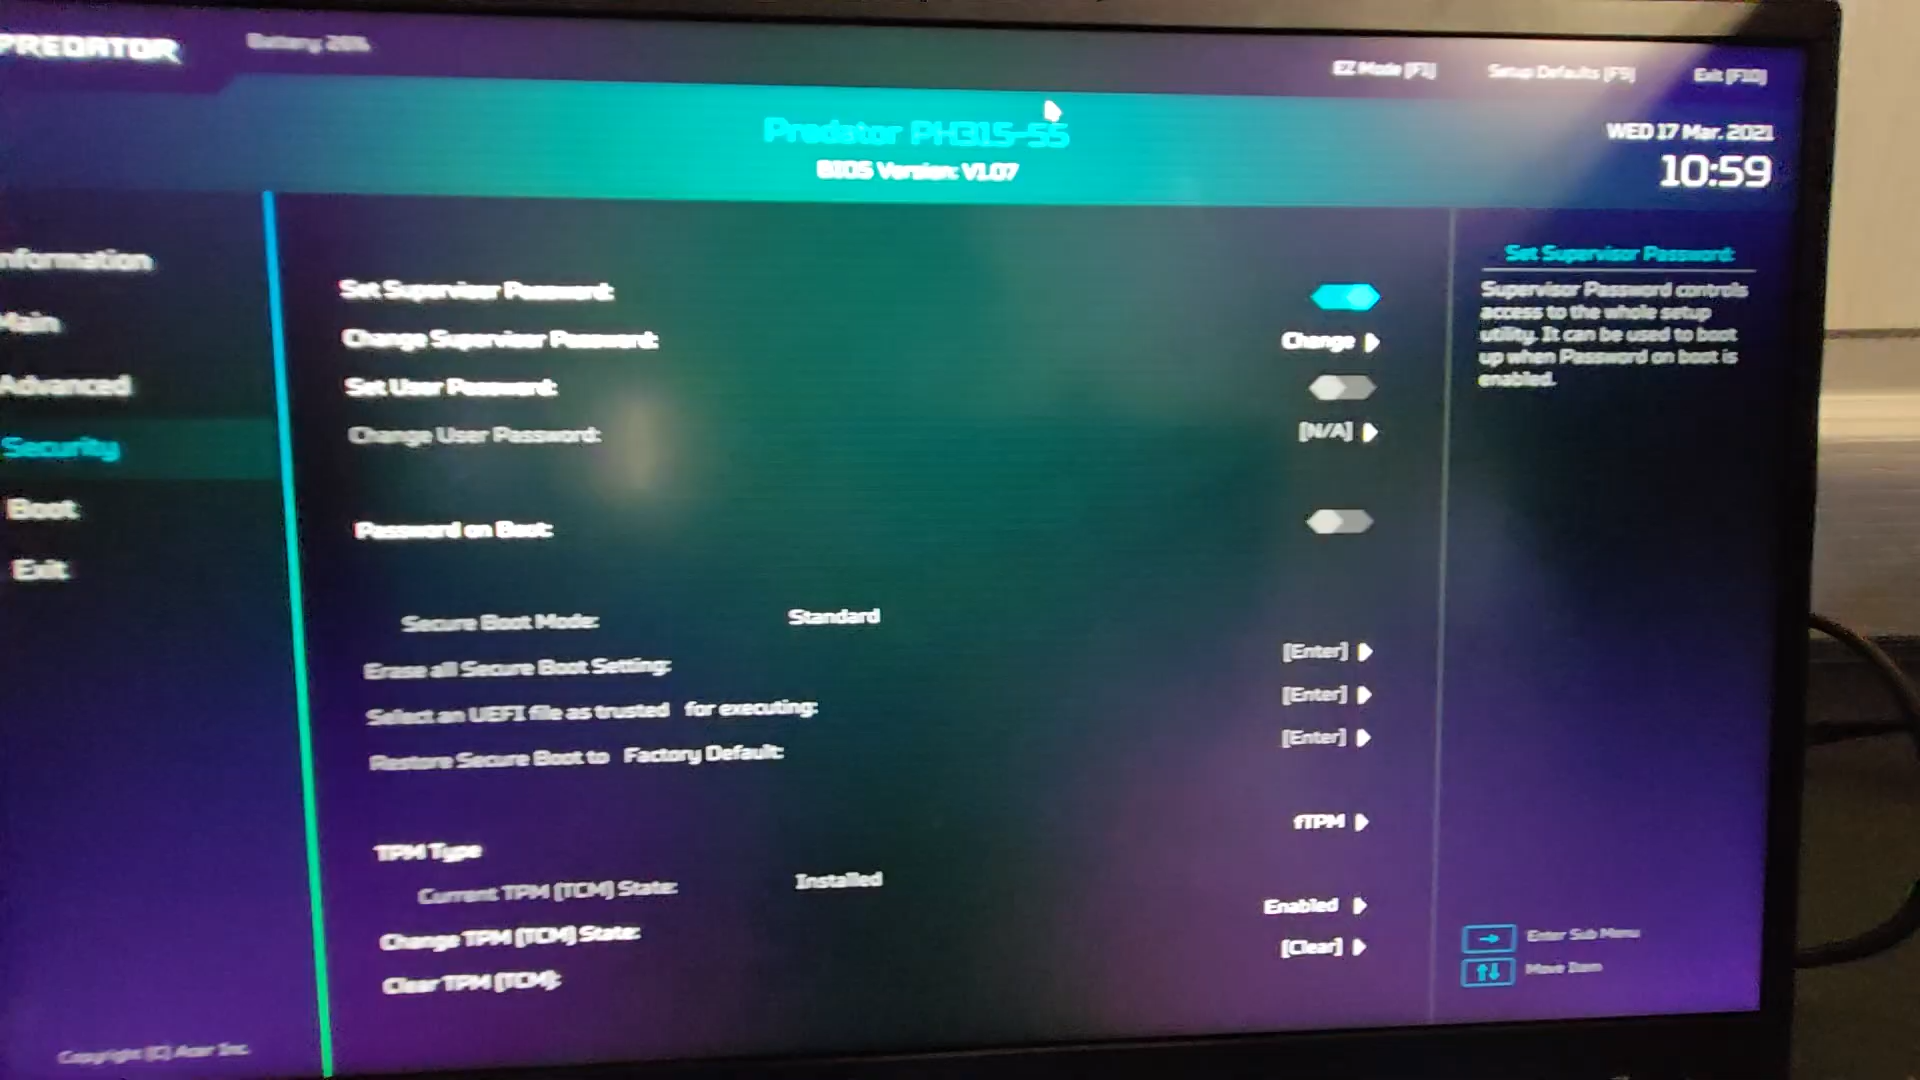 PREDATOR
Battery: 26%
EZ Mode [F1]
Setup Defaults [F9]
Exit [F10]
Predator PH315-55
BIOS Version: V1.07
WED 17 Mar. 2021
10:59
nformation
Main
Advanced
Security
Boot
Exit
Set Supervisor Password:
Change Supervisor Password: Change
Set User Password:
Change User Password: [N/A]
Password on Boot:
Secure Boot Mode: Standard
Erase all Secure Boot Setting: [Enter]
Select an UEFI file as trusted for executing: [Enter]
Restore Secure Boot to Factory Default: [Enter]
TPM Type fTPM
Current TPM (TCM) State: Installed
Change TPM (TCM) State: Enabled
Clear TPM (TCM): [Clear]
Set Supervisor Password:
Supervisor Password controls
access to the whole setup
utility. It can be used to boot
up when Password on boot is
enabled.
Enter Sub Menu
Move Item
Copyright (C) Acer Inc.